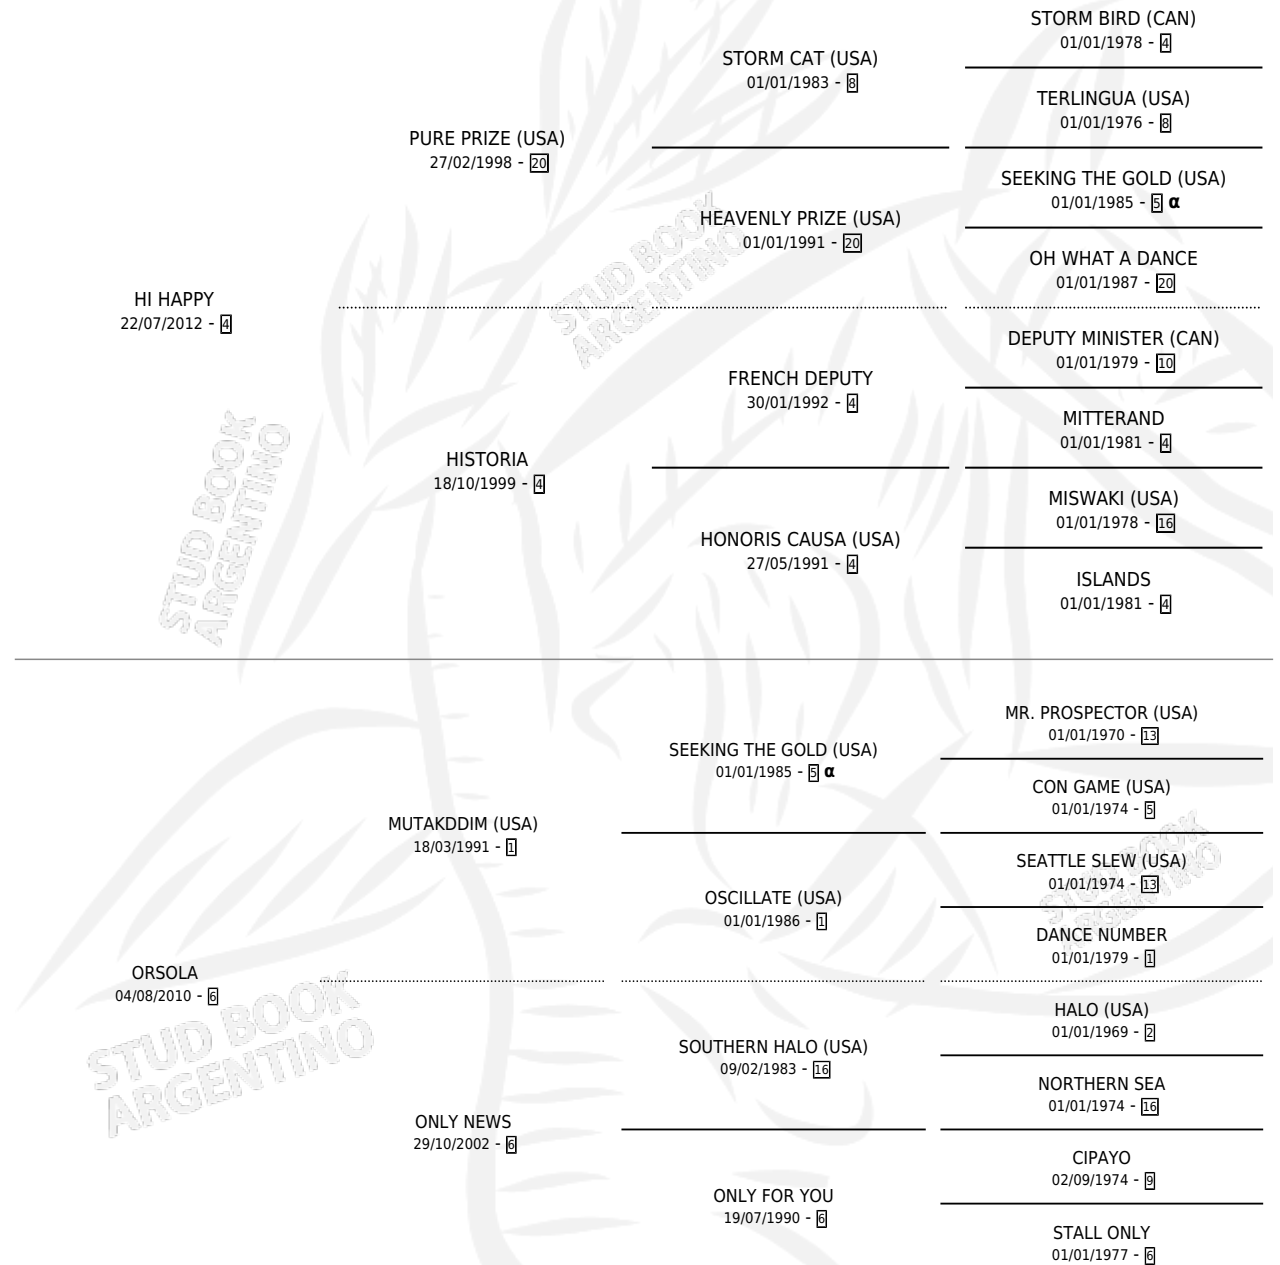 STORM BIRD (CAN)
01/01/1978 - 4
STORM CAT (USA)
01/01/1983 - 8
TERLINGUA (USA)
01/01/1976 - 8
PURE PRIZE (USA)
27/02/1998 - 20
SEEKING THE GOLD (USA)
01/01/1985 - 5 α
HEAVENLY PRIZE (USA)
01/01/1991 - 20
OH WHAT A DANCE
01/01/1987 - 20
HI HAPPY
22/07/2012 - 4
DEPUTY MINISTER (CAN)
01/01/1979 - 10
FRENCH DEPUTY
30/01/1992 - 4
MITTERAND
01/01/1981 - 4
HISTORIA
18/10/1999 - 4
MISWAKI (USA)
01/01/1978 - 16
HONORIS CAUSA (USA)
27/05/1991 - 4
ISLANDS
01/01/1981 - 4
MR. PROSPECTOR (USA)
01/01/1970 - 13
SEEKING THE GOLD (USA)
01/01/1985 - 5 α
CON GAME (USA)
01/01/1974 - 5
MUTAKDDIM (USA)
18/03/1991 - 1
SEATTLE SLEW (USA)
01/01/1974 - 13
OSCILLATE (USA)
01/01/1986 - 1
DANCE NUMBER
01/01/1979 - 1
ORSOLA
04/08/2010 - 6
HALO (USA)
01/01/1969 - 2
SOUTHERN HALO (USA)
09/02/1983 - 16
NORTHERN SEA
01/01/1974 - 16
ONLY NEWS
29/10/2002 - 6
CIPAYO
02/09/1974 - 9
ONLY FOR YOU
19/07/1990 - 6
STALL ONLY
01/01/1977 - 6
STUD BOOK
ARGENTINO
STUD BOOK
ARGENTINO
STUD BOOK
ARGENTINO
STUD BOOK
ARGENTINO